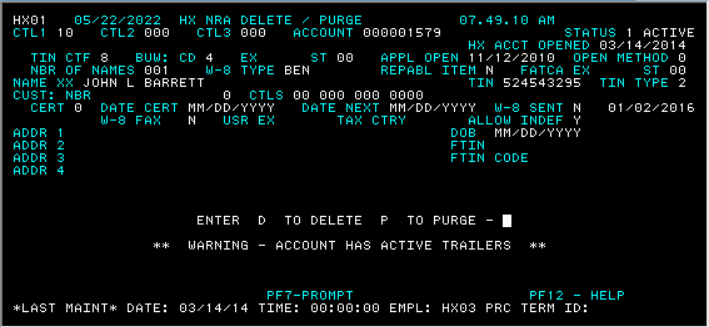 HX01 05/22/2022 HX NRA DELETE / PURGE 07.49.10 AM
CTL1 10 CTL2 000 CTL3 000 ACCOUNT 000001579 STATUS 1 ACTIVE
HX ACCT OPENED 03/14/2014
TIN CTF 8 BUW: CD 4 EX ST 00 APPL OPEN 11/12/2010 OPEN METHOD 0
NBR OF NAMES 001 W-8 TYPE BEN REPABL ITEM N FATCA EX ST 00
NAME XX JOHN L BARRETT TIN 524543295 TIN TYPE 2
CUST: NBR 0 CTLS 00 000 000 0000
CERT 0 DATE CERT MM/DD/YYYY DATE NEXT MM/DD/YYYY W-8 SENT N 01/02/2016
W-8 FAX N USR EX TAX CTRY ALLOW INDEF Y
ADDR 1 DOB MM/DD/YYYY
ADDR 2 FTIN
ADDR 3 FTIN CODE
ADDR 4
ENTER D TO DELETE P TO PURGE -
** WARNING - ACCOUNT HAS ACTIVE TRAILERS **
PF7-PROMPT PF12 - HELP
*LAST MAINT* DATE: 03/14/14 TIME: 00:00:00 EMPL: HX03 PRC TERM ID: